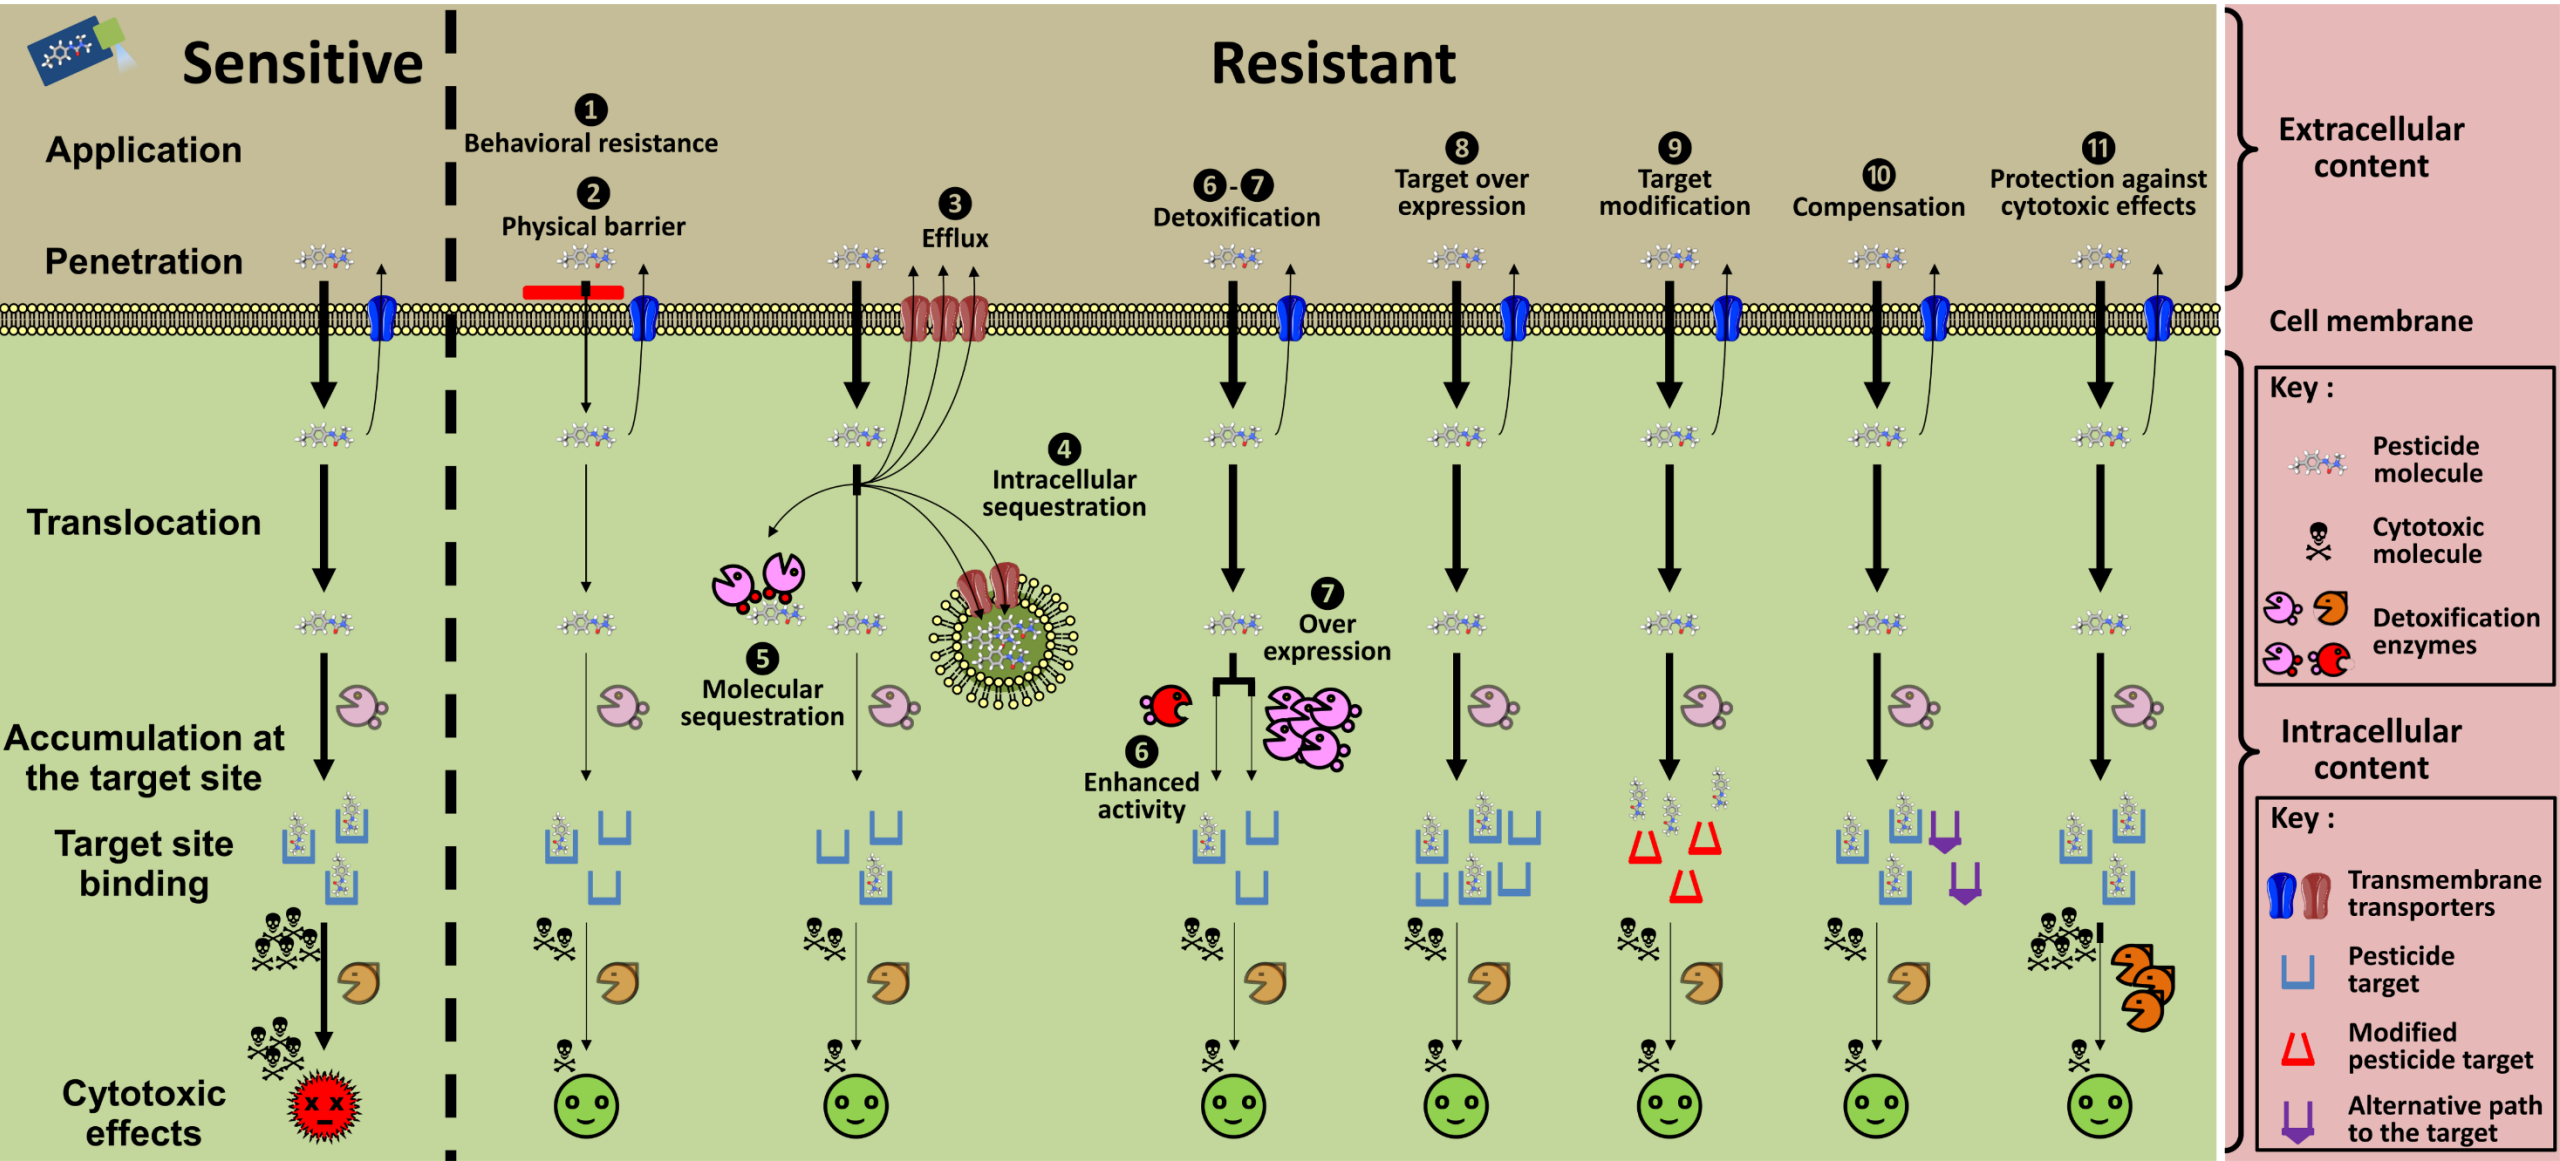 Sensitive
Resistant
Application
Penetration
Translocation
Accumulation at
the target site
Target site
binding
Cytotoxic
effects
1
Behavioral resistance
2
Physical barrier
3
Efflux
4
Intracellular
sequestration
5
Molecular
sequestration
6 - 7
Detoxification
6
Enhanced
activity
7
Over
expression
8
Target over
expression
9
Target
modification
10
Compensation
11
Protection against
cytotoxic effects
x x
Extracellular
content
Cell membrane
Key :
Pesticide
molecule
Cytotoxic
molecule
Detoxification
enzymes
Intracellular
content
Key :
Transmembrane
transporters
Pesticide
target
Modified
pesticide target
Alternative path
to the target